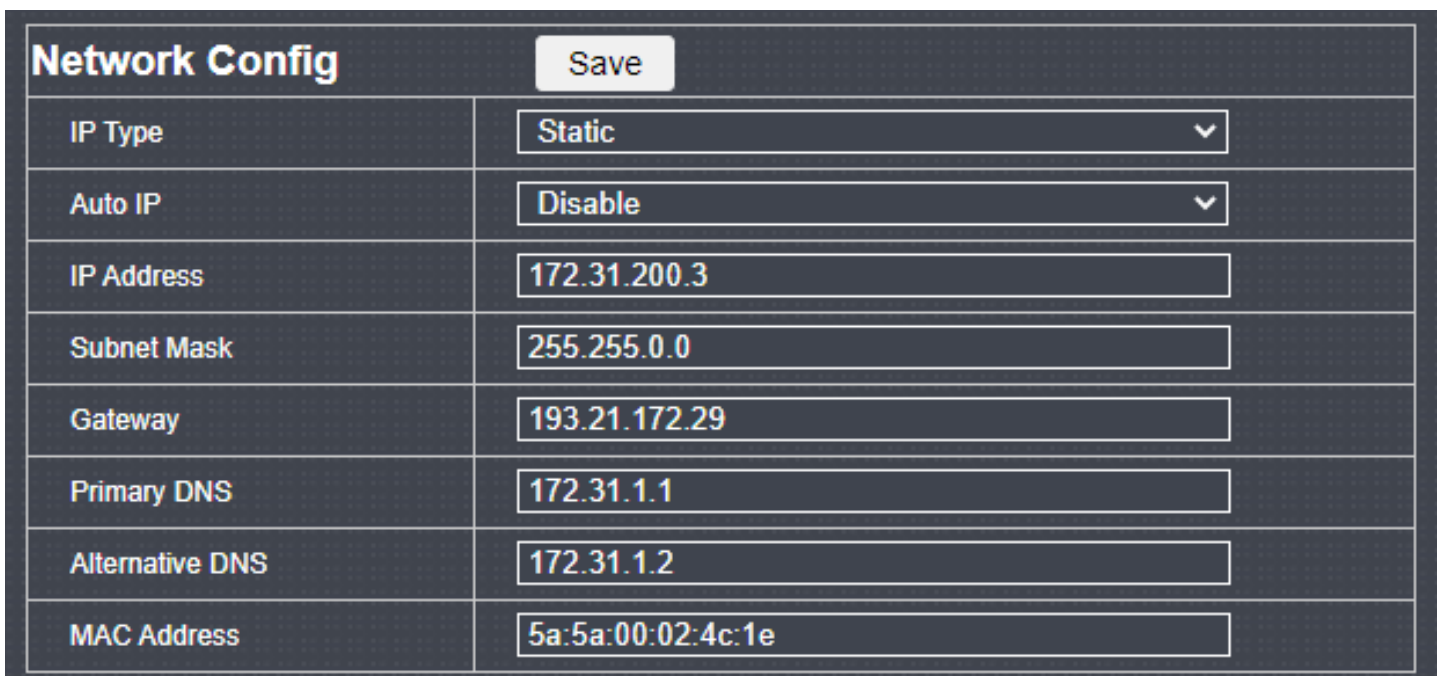 Network Config Save
IP Type Static
Auto IP Disable
IP Address 172.31.200.3
Subnet Mask 255.255.0.0
Gateway 193.21.172.29
Primary DNS 172.31.1.1
Alternative DNS 172.31.1.2
MAC Address 5a:5a:00:02:4c:1e